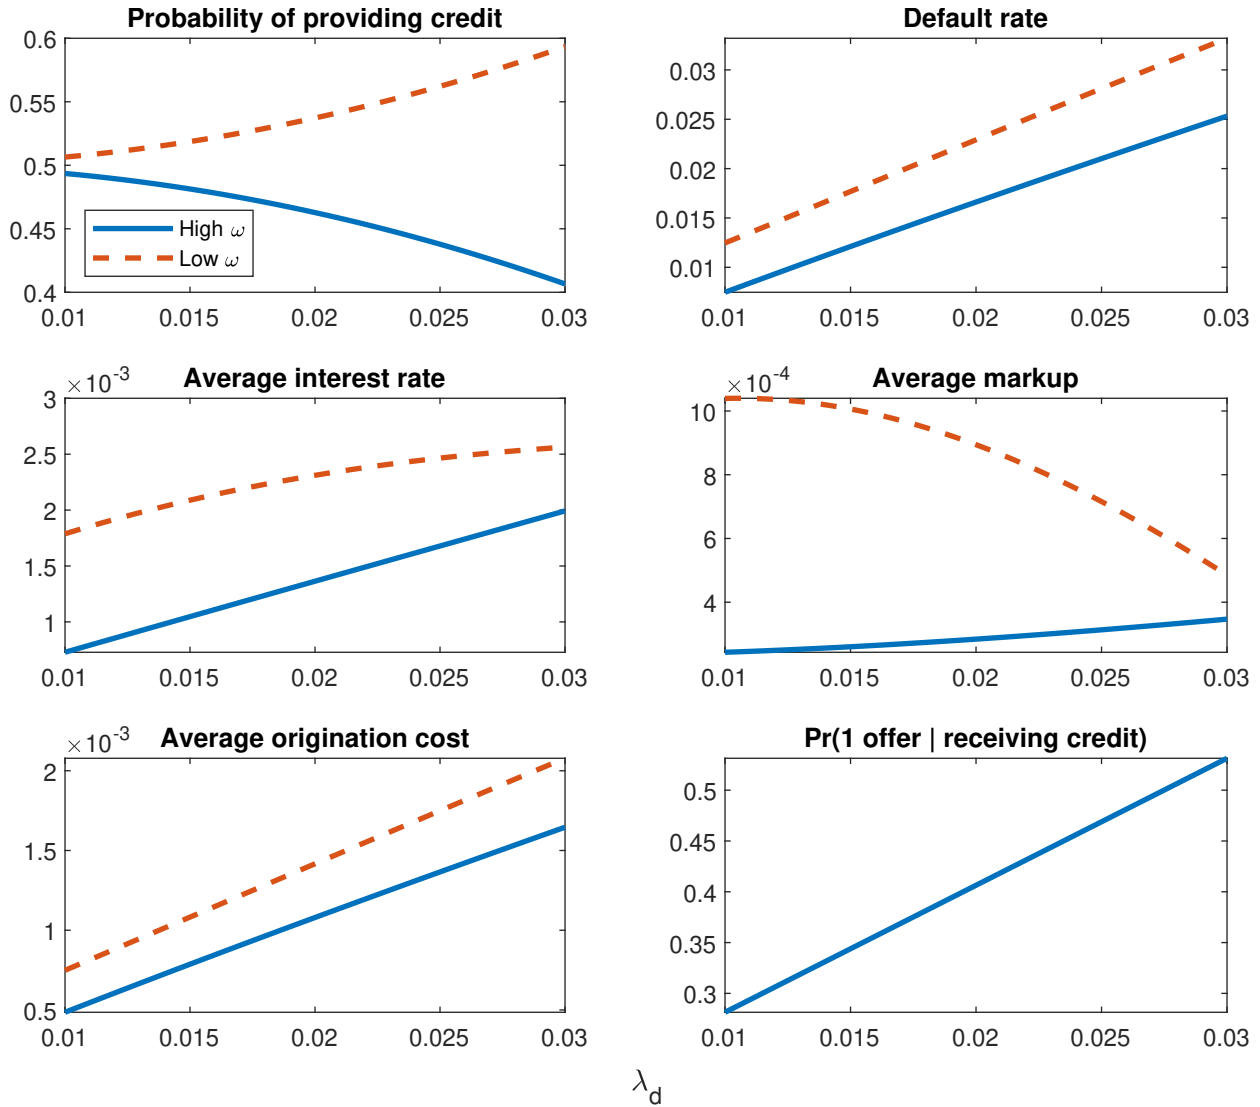 Probability of providing credit
0.6
0.55
0.5
0.45
0.4
High ω
Low ω
0.01 0.015 0.02 0.025 0.03
Default rate
0.03
0.025
0.02
0.015
0.01
0.01 0.015 0.02 0.025 0.03
×10⁻³ Average interest rate
3
2.5
2
1.5
1
0.01 0.015 0.02 0.025 0.03
×10⁻⁴ Average markup
10
8
6
4
0.01 0.015 0.02 0.025 0.03
×10⁻³ Average origination cost
2
1.5
1
0.5
0.01 0.015 0.02 0.025 0.03
Pr(1 offer | receiving credit)
0.5
0.45
0.4
0.35
0.3
0.01 0.015 0.02 0.025 0.03
λ_d